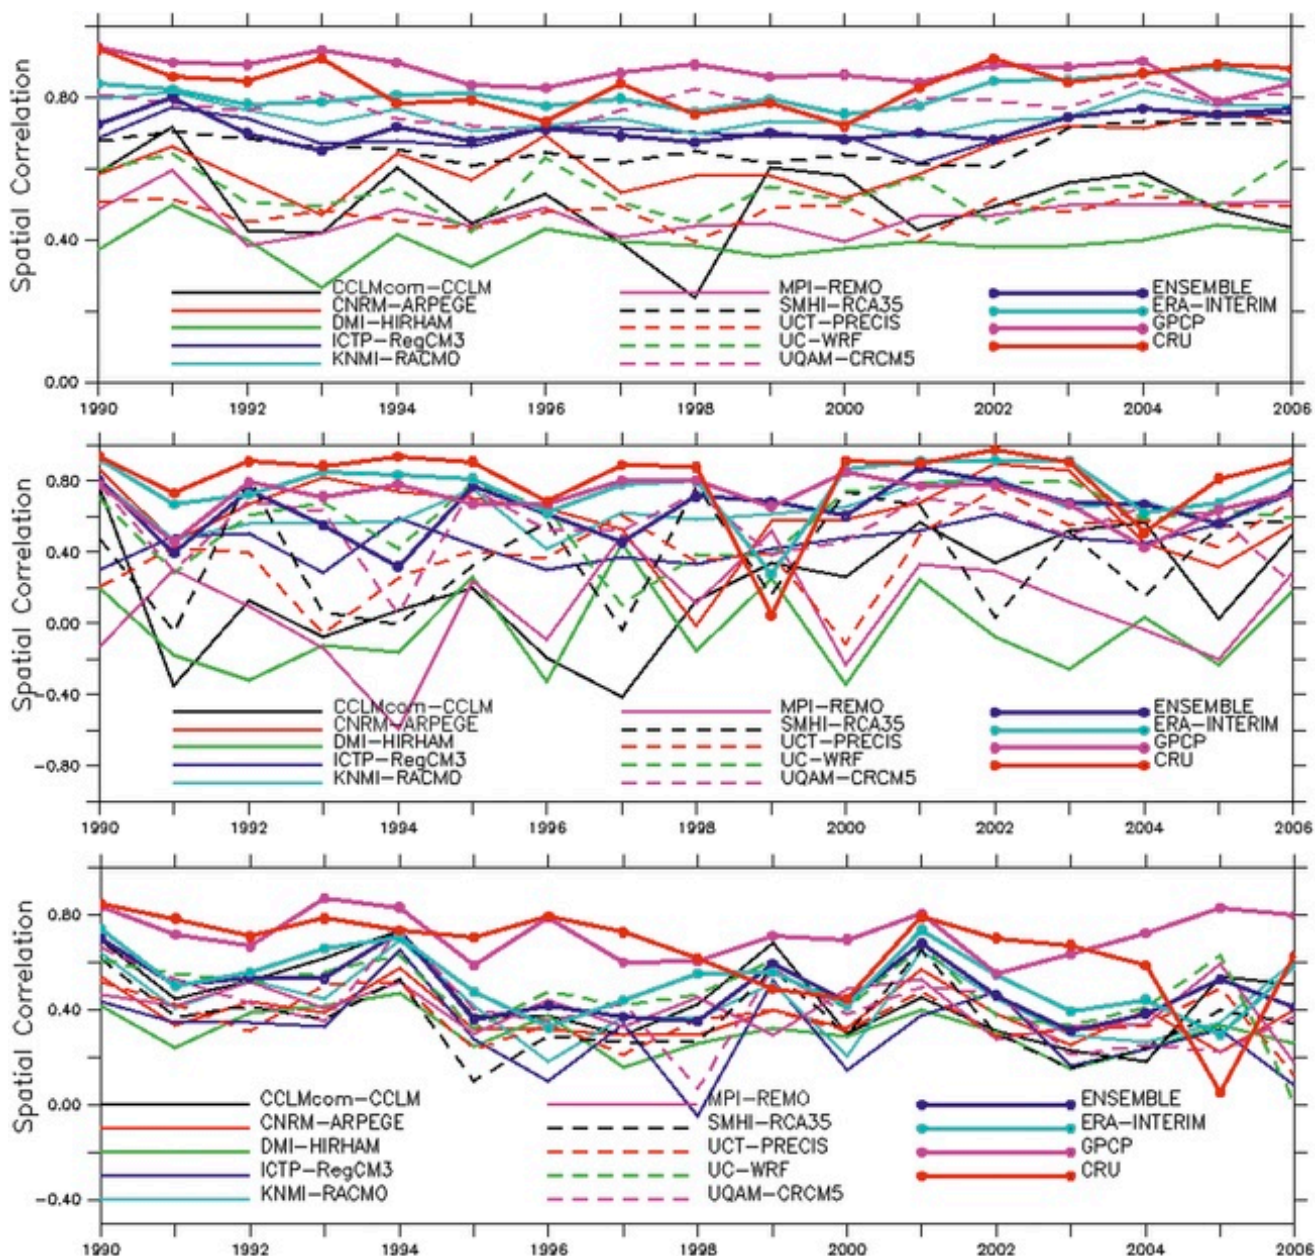 Spatial Correlation
0.80
0.40
0.00
CCLMcom-CCLM
CNRM-ARPEGE
DMI-HIRHAM
ICTP-RegCM3
KNMI-RACMO
MPI-REMO
SMHI-RCA35
UCT-PRECIS
UC-WRF
UQAM-CRCM5
ENSEMBLE
ERA-INTERIM
GPCP
CRU
1990 1992 1994 1996 1998 2000 2002 2004 2006
Spatial Correlation
0.80
0.40
0.00
-0.40
-0.80
CCLMcom-CCLM
CNRM-ARPEGE
DMI-HIRHAM
ICTP-RegCM3
KNMI-RACMO
MPI-REMO
SMHI-RCA35
UCT-PRECIS
UC-WRF
UQAM-CRCM5
ENSEMBLE
ERA-INTERIM
GPCP
CRU
1990 1992 1994 1996 1998 2000 2002 2004 2006
Spatial Correlation
0.80
0.40
0.00
-0.40
CCLMcom-CCLM
CNRM-ARPEGE
DMI-HIRHAM
ICTP-RegCM3
KNMI-RACMO
MPI-REMO
SMHI-RCA35
UCT-PRECIS
UC-WRF
UQAM-CRCM5
ENSEMBLE
ERA-INTERIM
GPCP
CRU
1990 1992 1994 1996 1998 2000 2002 2004 2006